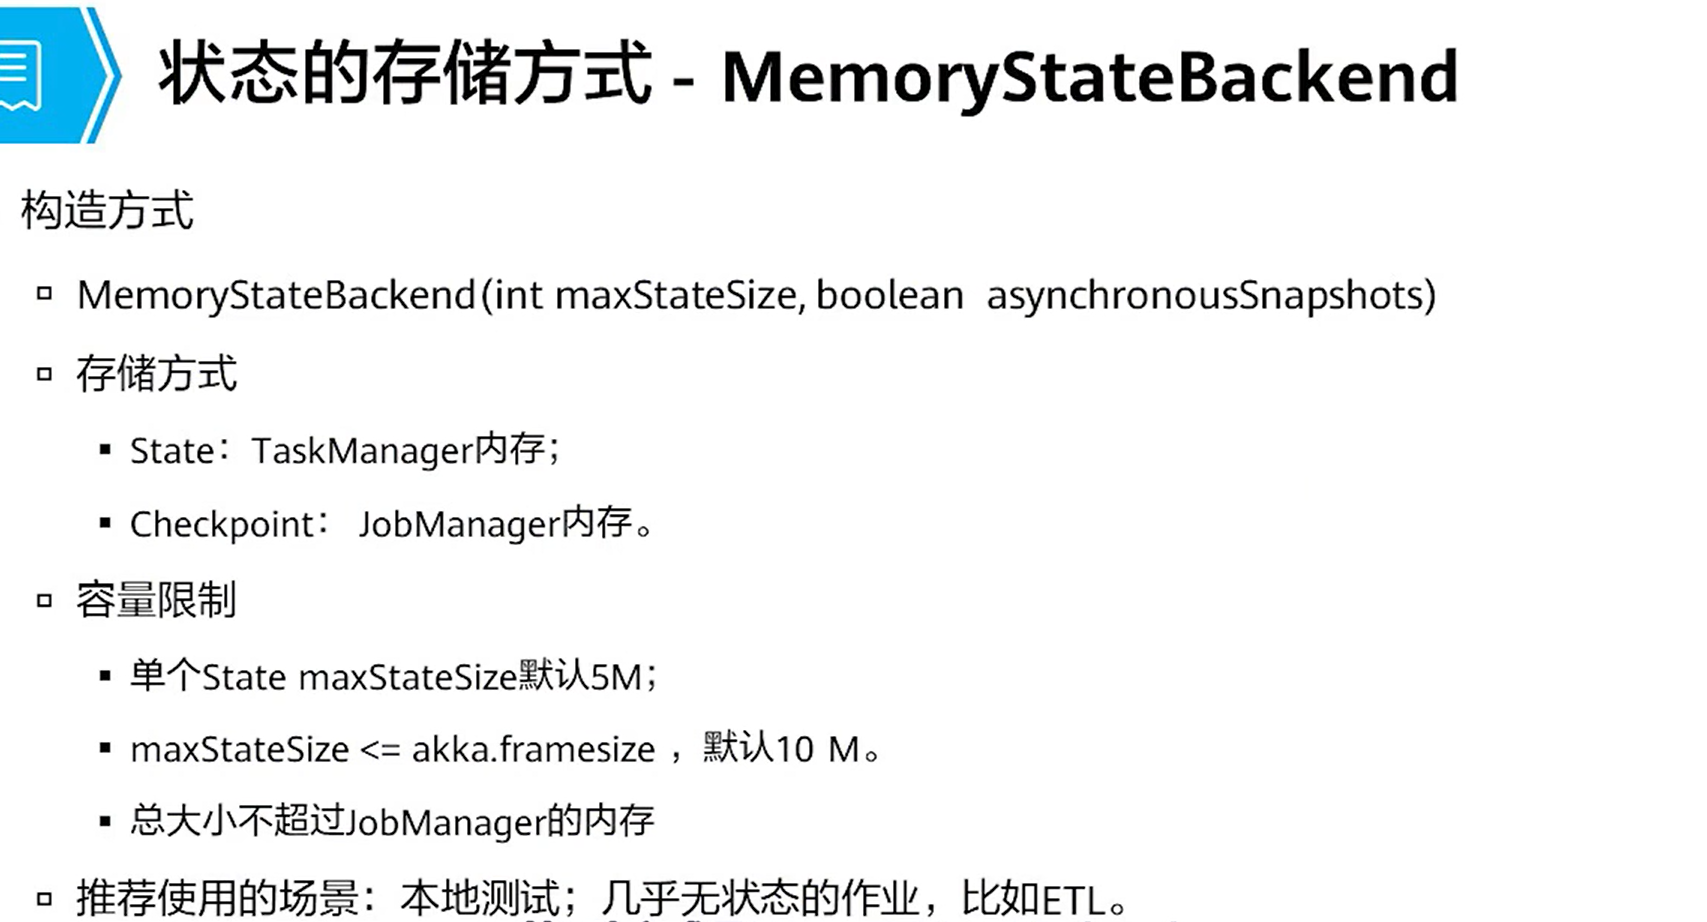 状态的存储方式 - MemoryStateBackend
构造方式
MemoryStateBackend(int maxStateSize, boolean asynchronousSnapshots)
存储方式
State：TaskManager内存；
Checkpoint： JobManager内存。
容量限制
单个State maxStateSize默认5M；
maxStateSize <= akka.framesize ，默认10 M。
总大小不超过JobManager的内存
推荐使用的场景：本地测试；几乎无状态的作业，比如ETL。